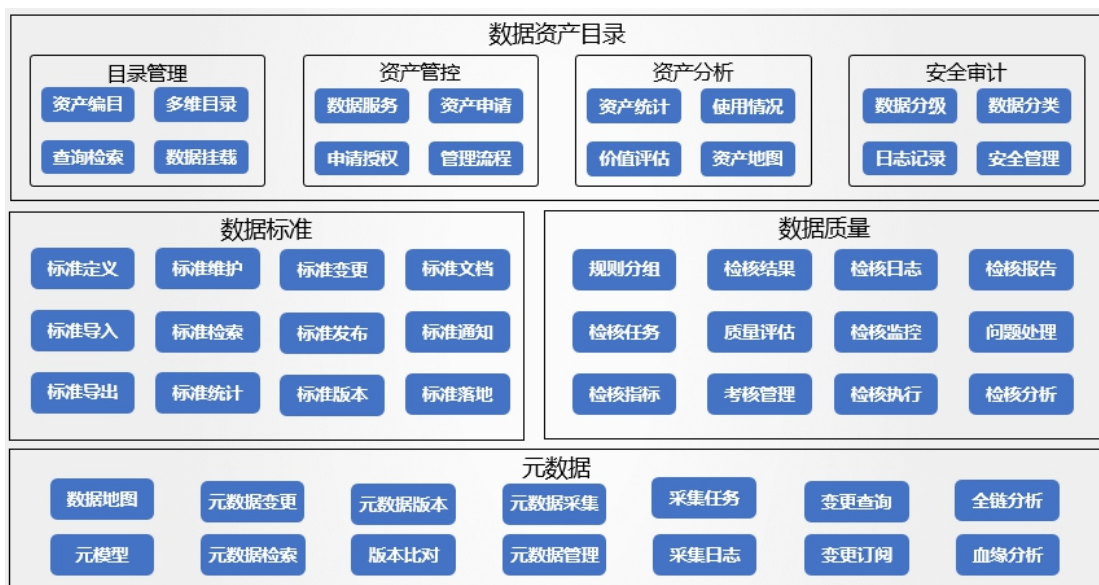 数据资产目录
目录管理
资产编目 多维目录
查询检索 数据挂载
资产管控
数据服务 资产申请
申请授权 管理流程
资产分析
资产统计 使用情况
价值评估 资产地图
安全审计
数据分级 数据分类
日志记录 安全管理
数据标准
标准定义 标准维护 标准变更 标准文档
标准导入 标准检索 标准发布 标准通知
标准导出 标准统计 标准版本 标准落地
数据质量
规则分组 检核结果 检核日志 检核报告
检核任务 质量评估 检核监控 问题处理
检核指标 考核管理 检核执行 检核分析
元数据
数据地图 元数据变更 元数据版本 元数据采集 采集任务 变更查询 全链分析
元模型 元数据检索 版本比对 元数据管理 采集日志 变更订阅 血缘分析